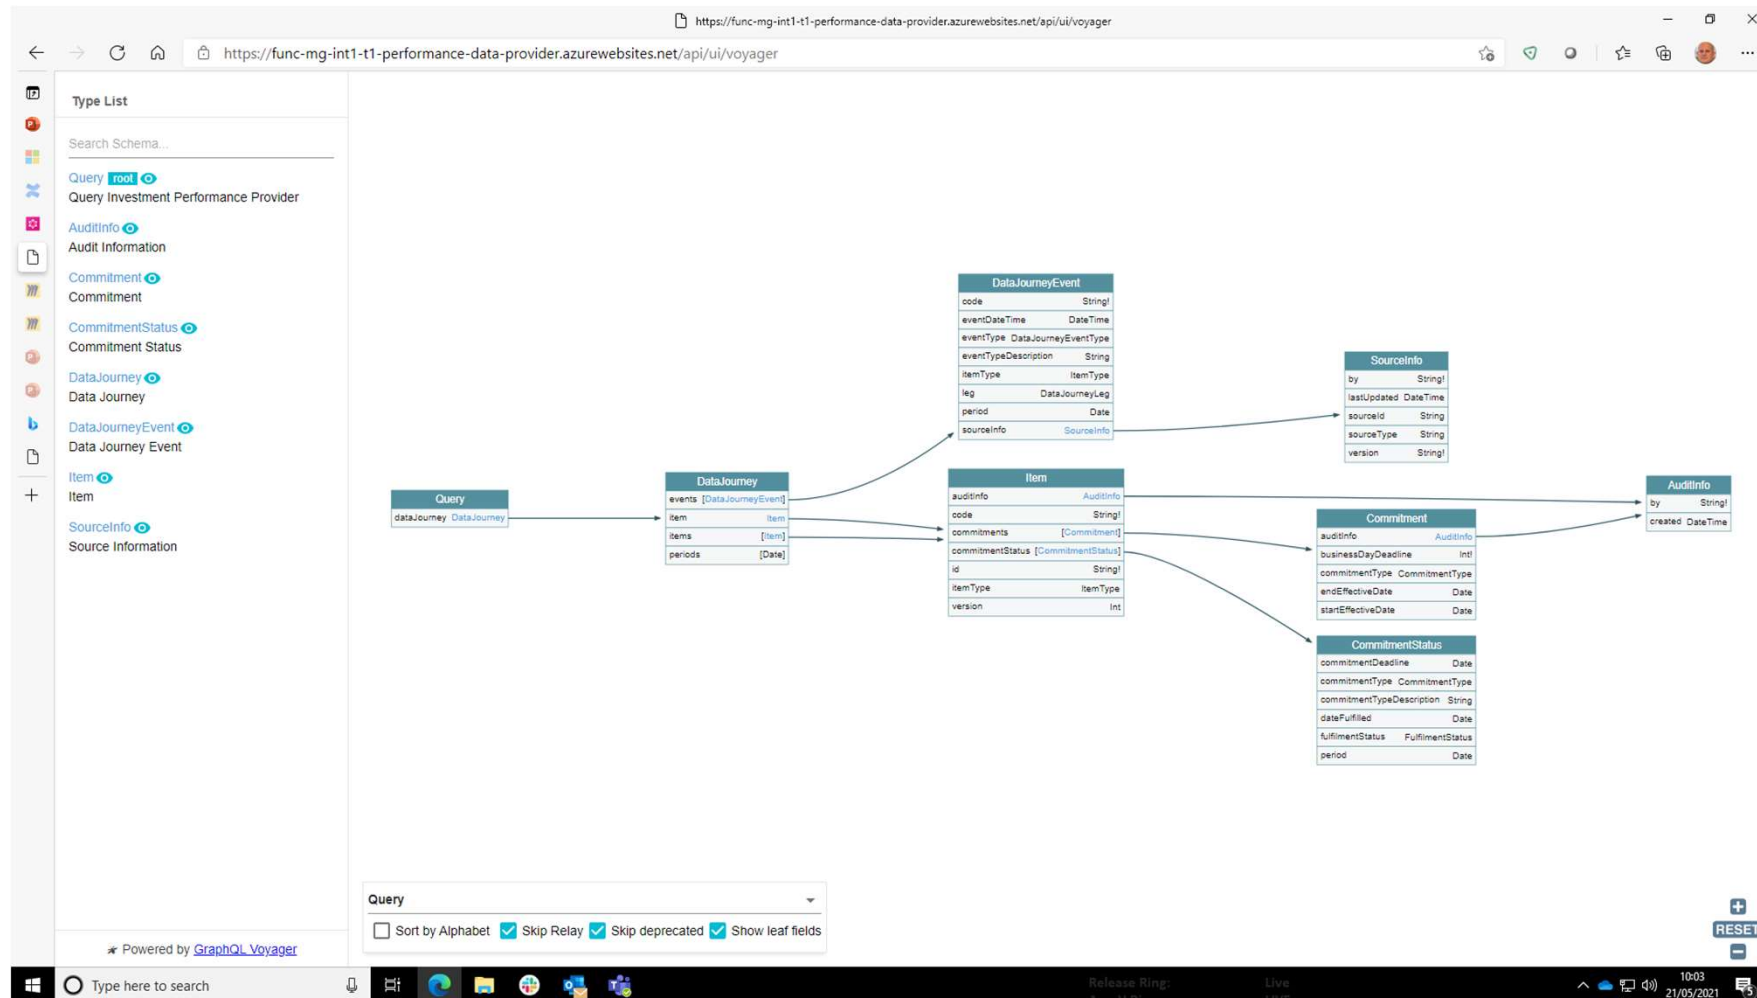 https://func-mg-int1-t1-performance-data-provider.azurewebsites.net/api/ui/voyager
https://func-mg-int1-t1-performance-data-provider.azurewebsites.net/api/ui/voyager
Type List
Search Schema...
Query root
Query Investment Performance Provider
AuditInfo
Audit Information
Commitment
Commitment
CommitmentStatus
Commitment Status
DataJourney
Data Journey
DataJourneyEvent
Data Journey Event
Item
Item
SourceInfo
Source Information
Powered by GraphQL Voyager
Query
dataJourney DataJourney
DataJourney
events [DataJourneyEvent]
item Item
items [Item]
periods [Date]
DataJourneyEvent
code String!
eventDateTime DateTime
eventType DataJourneyEventType
eventTypeDescription String
itemType ItemType
leg DataJourneyLeg
period Date
sourceInfo SourceInfo
Item
auditInfo AuditInfo
code String!
commitments [Commitment]
commitmentStatus [CommitmentStatus]
id String!
itemType ItemType
version Int
SourceInfo
by String!
lastUpdated DateTime
sourceId String
sourceType String
version String!
Commitment
auditInfo AuditInfo
businessDayDeadline Int!
commitmentType CommitmentType
endEffectiveDate Date
startEffectiveDate Date
CommitmentStatus
commitmentDeadline Date
commitmentType CommitmentType
commitmentTypeDescription String
dateFulfilled Date
fulfilmentStatus FulfilmentStatus
period Date
AuditInfo
by String!
created DateTime
Query
Sort by Alphabet Skip Relay Skip deprecated Show leaf fields
RESET
Type here to search
Release Ring: Live
10:03
21/05/2021